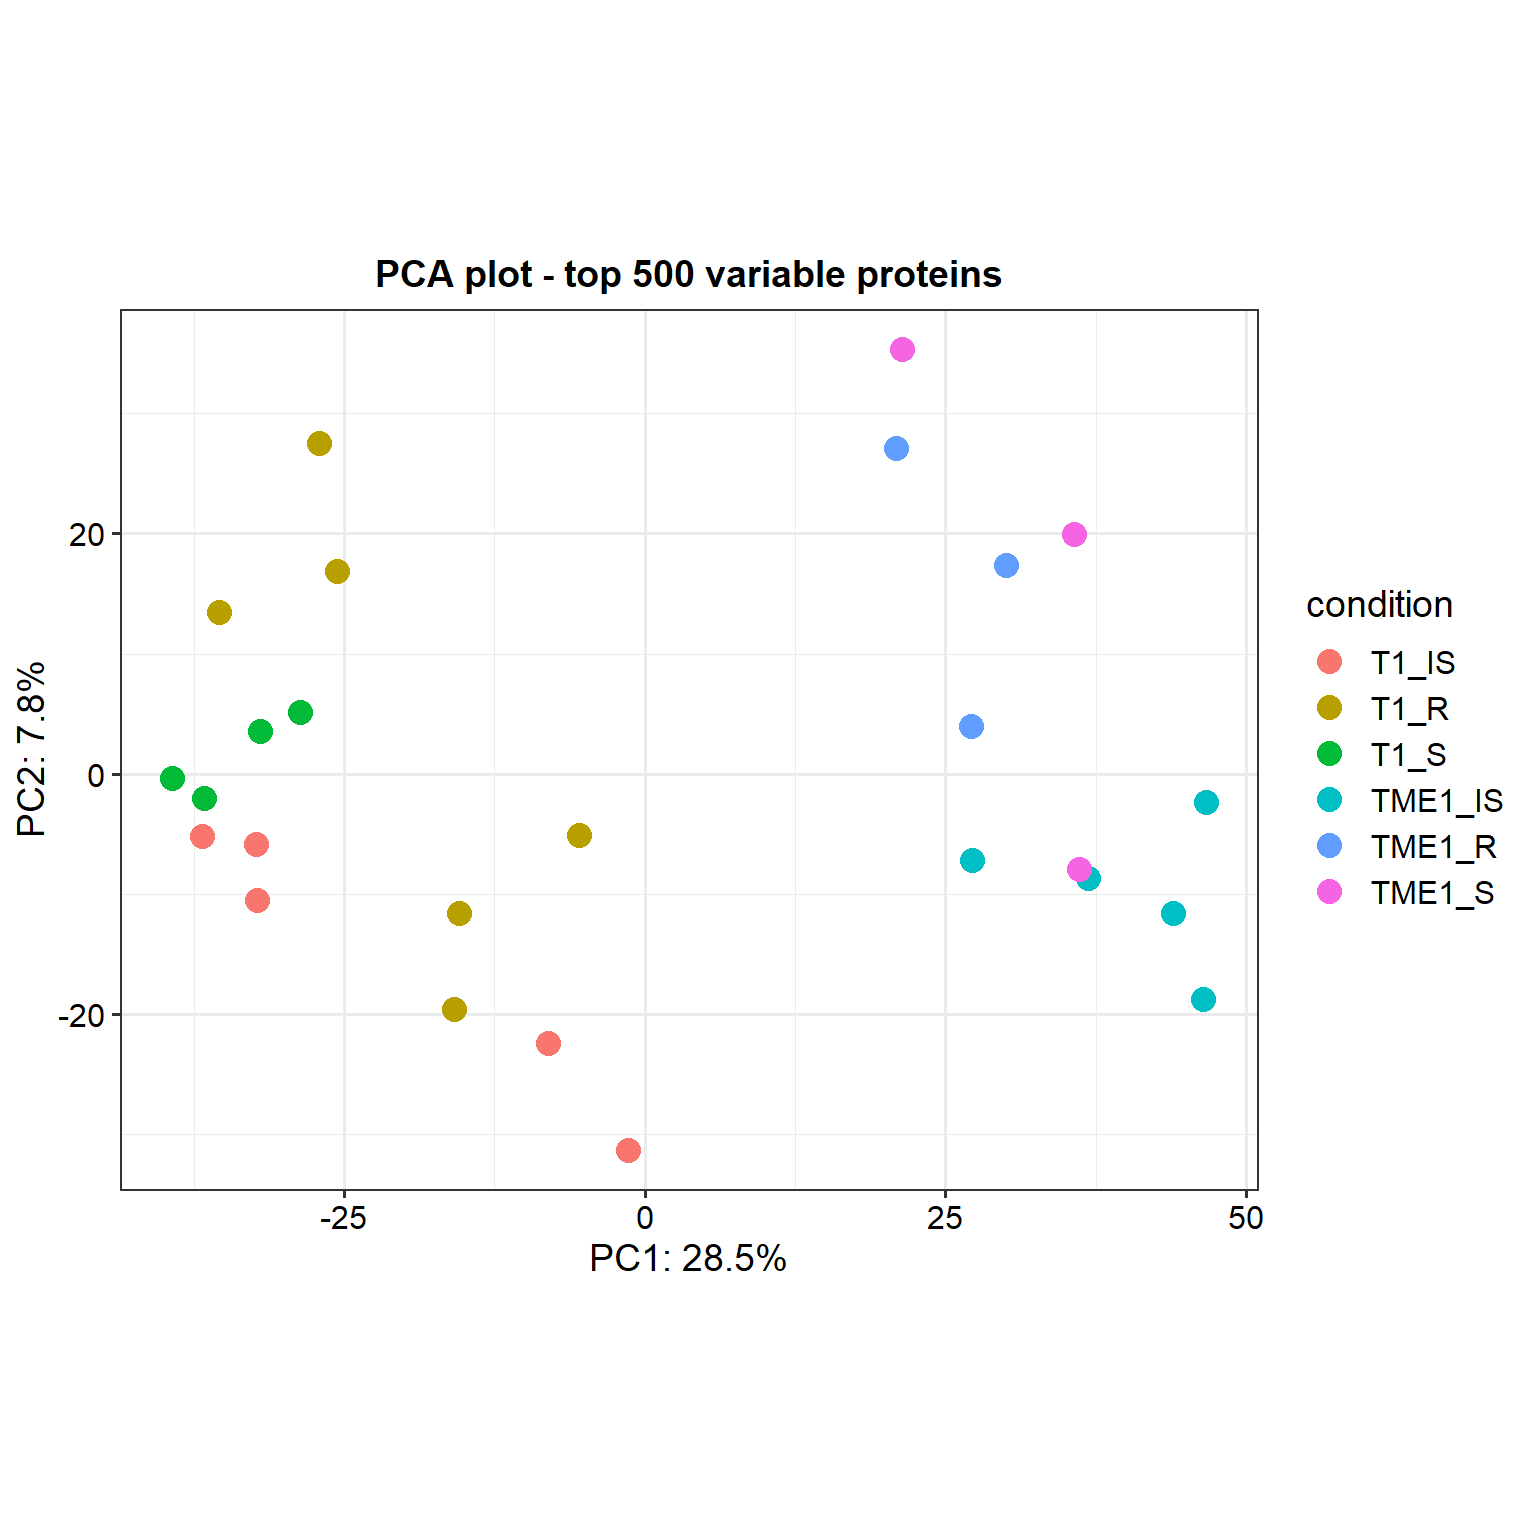 PCA plot - top 500 variable proteins
PC2: 7.8%
20
0
-20
-25
0
25
50
PC1: 28.5%
condition
T1_IS
T1_R
T1_S
TME1_IS
TME1_R
TME1_S